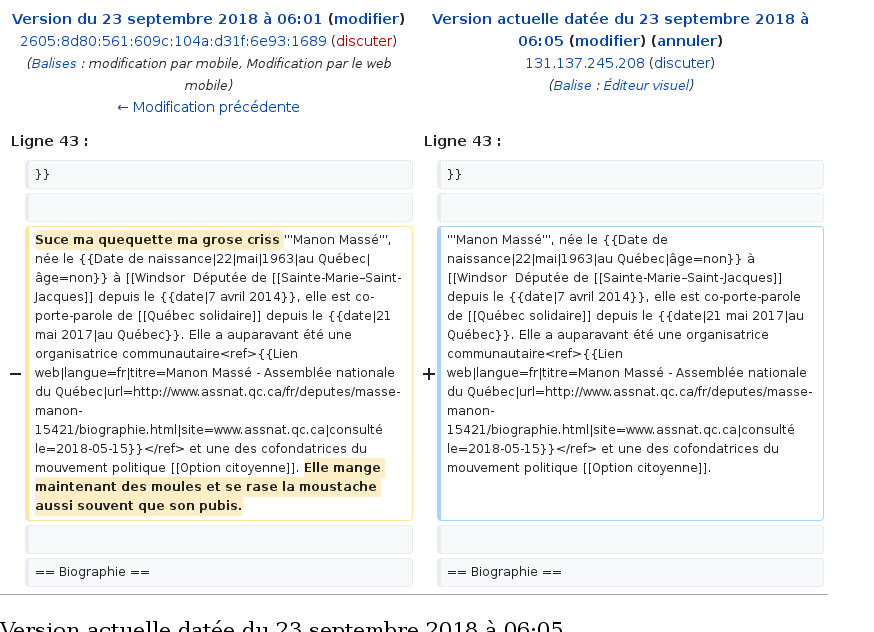 Version du 23 septembre 2018 à 06:01 (modifier)
2605:8d80:561:609c:104a:d31f:6e93:1689 (discuter)
(Balises : modification par mobile, Modification par le web
mobile)
← Modification précédente
Version actuelle datée du 23 septembre 2018 à
06:05 (modifier) (annuler)
131.137.245.208 (discuter)
(Balise : Éditeur visuel)
Ligne 43 :
Ligne 43 :
}}
}}
−
Suce ma quequette ma grose criss '''Manon Massé''',
née le {{Date de naissance|22|mai|1963|au Québec|
âge=non}} à [[Windsor  Députée de [[Sainte-Marie–Saint-
Jacques]] depuis le {{date|7 avril 2014}}, elle est co-
porte-parole de [[Québec solidaire]] depuis le {{date|21
mai 2017|au Québec}}. Elle a auparavant été une
organisatrice communautaire<ref>{{Lien
web|langue=fr|titre=Manon Massé - Assemblée nationale
du Québec|url=http://www.assnat.qc.ca/fr/deputes/masse-
manon-
15421/biographie.html|site=www.assnat.qc.ca|consulté
le=2018-05-15}}</ref> et une des cofondatrices du
mouvement politique [[Option citoyenne]]. Elle mange
maintenant des moules et se rase la moustache
aussi souvent que son pubis.
+
'''Manon Massé''', née le {{Date de
naissance|22|mai|1963|au Québec|âge=non}} à
[[Windsor  Députée de [[Sainte-Marie–Saint-Jacques]]
depuis le {{date|7 avril 2014}}, elle est co-porte-parole
de [[Québec solidaire]] depuis le {{date|21 mai 2017|au
Québec}}. Elle a auparavant été une organisatrice
communautaire<ref>{{Lien
web|langue=fr|titre=Manon Massé - Assemblée nationale
du Québec|url=http://www.assnat.qc.ca/fr/deputes/masse-
manon-
15421/biographie.html|site=www.assnat.qc.ca|consulté
le=2018-05-15}}</ref> et une des cofondatrices du
mouvement politique [[Option citoyenne]].
== Biographie ==
== Biographie ==
Version actuelle datée du 23 septembre 2018 à 06:05